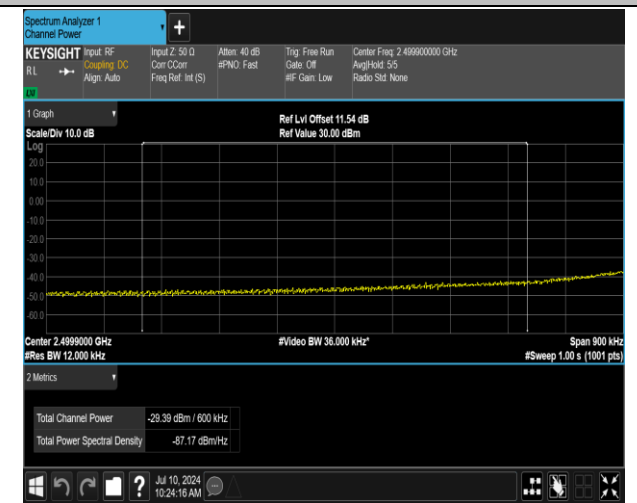 Spectrum Analyzer 1
Channel Power
+
KEYSIGHT Input: RF Input Z: 50 Ω Atten: 40 dB Trig: Free Run Center Freq: 2.499900000 GHz
RL Coupling: DC Corr CCorr #PNO: Fast Gate: Off Avg|Hold: 5/5
Align: Auto Freq Ref: Int (S) #IF Gain: Low Radio Std: None
LXI
1 Graph
Ref Lvl Offset 11.54 dB
Scale/Div 10.0 dB Ref Value 30.00 dBm
Log
20.0
10.0
0.00
-10.0
-20.0
-30.0
-40.0
-50.0
-60.0
Center 2.4999000 GHz #Video BW 36.000 kHz* Span 900 kHz
#Res BW 12.000 kHz #Sweep 1.00 s (1001 pts)
2 Metrics
Total Channel Power -29.39 dBm / 600 kHz
Total Power Spectral Density -87.17 dBm/Hz
? Jul 10, 2024
10:24:16 AM